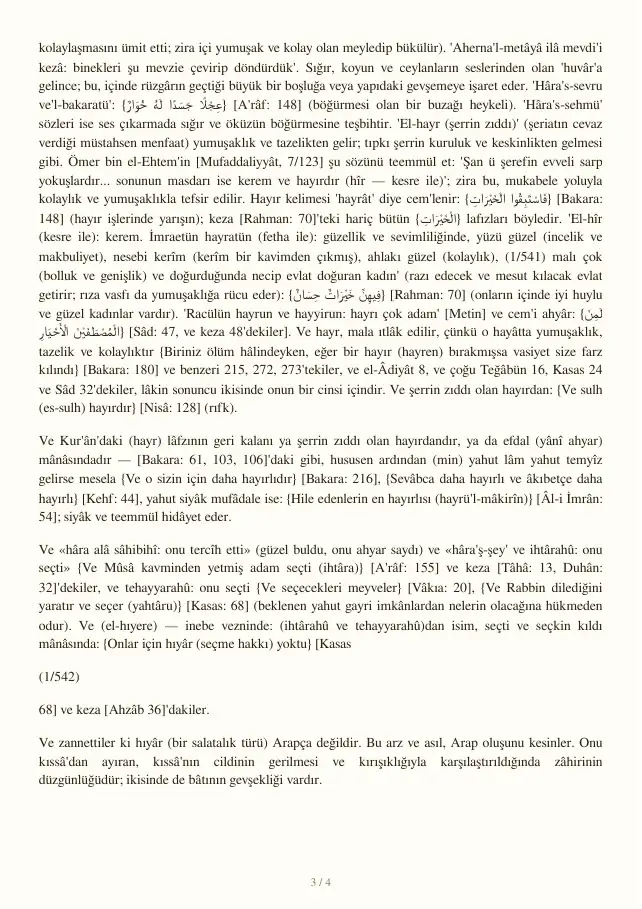 kolaylaşmasını ümit etti; zira içi yumuşak ve kolay olan meyledip bükülür). 'Aherna'l-metâyâ ilâ mevdi'i
kezâ: binekleri şu mevzie çevirip döndürdük'. Sığır, koyun ve ceylanların seslerinden olan 'huvâr'a
gelince; bu, içinde rüzgârın geçtiği büyük bir boşluğa veya yapıdaki gevşemeye işaret eder. 'Hâra's-sevru
ve'l-bakaratü': {عِجْلًا جَسَدًا لَهُ خُوَارٌ} [A'râf: 148] (böğürmesi olan bir buzağı heykeli). 'Hâra's-sehmü'
sözleri ise ses çıkarmada sığır ve öküzün böğürmesine teşbihtir. 'El-hayr (şerrin zıddı)' (şeriatin cevaz
verdiği müstahsen menfaat) yumuşaklık ve tazelikten gelir; tıpkı şerrin kuruluk ve keskinlikten gelmesi
gibi. Ömer bin el-Ehtem'in [Mufaddaliyyât, 7/123] şu sözünü teemmül et: 'Şan ü şerefin evveli sarp
yokuşlardır... sonunun masdarı ise kerem ve hayırdır (hîr — kesre ile)'; zira bu, mukabele yoluyla
kolaylık ve yumuşaklıkla tefsir edilir. Hayır kelimesi 'hayrât' diye cem'lenir: {فَاسْتَبِقُوا الْخَيْرَاتِ} [Bakara:
148] (hayır işlerinde yarışın); keza [Rahman: 70]'teki hariç bütün {الْخَيْرَاتِ} lafızları böyledir. 'El-hîr
(kesre ile): kerem. İmraetün hayratün (fetha ile): güzellik ve sevimliliğinde, yüzü güzel (incelik ve
makbuliyet), nesebi kerîm (kerîm bir kavimden çıkmış), ahlakı güzel (kolaylık), (1/541) malı çok
(bolluk ve genişlik) ve doğurduğunda necip evlat doğuran kadın' (razı edecek ve mesut kılacak evlat
getirir; rıza vasfı da yumuşaklığa rücu eder): {فِيهِنَّ خَيْرَاتٌ حِسَانٌ} [Rahman: 70] (onların içinde iyi huylu
ve güzel kadınlar vardır). 'Racülün hayrun ve hayyirun: hayrı çok adam' [Metin] ve cem'i ahyâr: {لَمِنَ
الْمُصْطَفَيْنَ الْأَخْيَارِ} [Sâd: 47, ve keza 48'dekiler]. Ve hayr, mala ıtlâk edilir, çünkü o hayâtta yumuşaklık,
tazelik ve kolaylıktır {Biriniz ölüm hâlindeyken, eğer bir hayır (hayren) bırakmışsa vasiyet size farz
kılındı} [Bakara: 180] ve benzeri 215, 272, 273'tekiler, ve el-Âdiyât 8, ve çoğu Teğâbün 16, Kasas 24
ve Sâd 32'dekiler, lâkin sonuncu ikisinde onun bir cinsi içindir. Ve şerrin zıddı olan hayırdan: {Ve sulh
(es-sulh) hayırdır} [Nisâ: 128] (rıfk).
Ve Kur'ân'daki (hayr) lâfzının geri kalanı ya şerrin zıddı olan hayırdandır, ya da efdal (yânî ahyar)
mânâsındadır — [Bakara: 61, 103, 106]'daki gibi, hususen ardından (min) yahut lâm yahut temyîz
gelirse mesela {Ve o sizin için daha hayırlıdır} [Bakara: 216], {Sevâbca daha hayırlı ve âkıbetçe daha
hayırlı} [Kehf: 44], yahut siyâk mufâdale ise: {Hile edenlerin en hayırlısı (hayrü'l-mâkirîn)} [Âl-i İmrân:
54]; siyâk ve teemmül hidâyet eder.
Ve «hâra alâ sâhibihî: onu tercîh etti» (güzel buldu, onu ahyar saydı) ve «hâra'ş-şey' ve ihtârahû: onu
seçti» {Ve Mûsâ kavminden yetmiş adam seçti (ihtâra)} [A'râf: 155] ve keza [Tâhâ: 13, Duhân:
32]'dekiler, ve tehayyarahû: onu seçti {Ve seçecekleri meyveler} [Vâkıa: 20], {Ve Rabbin dilediğini
yaratır ve seçer (yahtâru)} [Kasas: 68] (beklenen yahut gayri imkânlardan nelerin olacağına hükmeden
odur). Ve (el-hıyere) — inebe vezninde: (ihtârahû ve tehayyarahû)dan isim, seçti ve seçkin kıldı
mânâsında: {Onlar için hıyâr (seçme hakkı) yoktu} [Kasas
(1/542)
68] ve keza [Ahzâb 36]'dakiler.
Ve zannettiler ki hıyâr (bir salatalık türü) Arapça değildir. Bu arz ve asıl, Arap oluşunu kesinler. Onu
kıssâ'dan ayıran, kıssâ'nın cildinin gerilmesi ve kırışıklığıyla karşılaştırıldığında zâhirinin
düzgünlüğüdür; ikisinde de bâtının gevşekliği vardır.
3 / 4